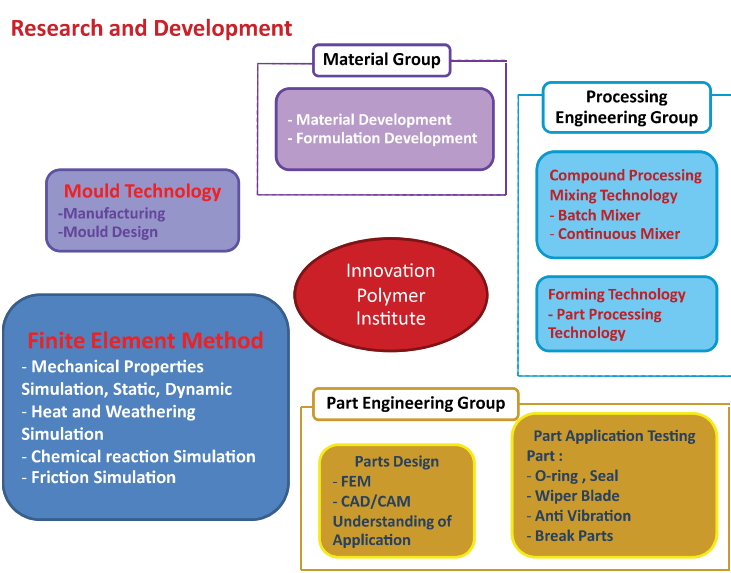 Research and Development
Material Group
- Material Development
- Formulation Development
Processing
Engineering Group
Compound Processing
Mixing Technology
- Batch Mixer
- Continuous Mixer
Forming Technology
- Part Processing
Technology
Mould Technology
-Manufacturing
-Mould Design
Innovation
Polymer
Institute
Finite Element Method
- Mechanical Properties
Simulation, Static, Dynamic
- Heat and Weathering
Simulation
- Chemical reaction Simulation
- Friction Simulation
Part Engineering Group
Parts Design
- FEM
- CAD/CAM
Understanding of
Application
Part Application Testing
Part :
- O-ring , Seal
- Wiper Blade
- Anti Vibration
- Break Parts